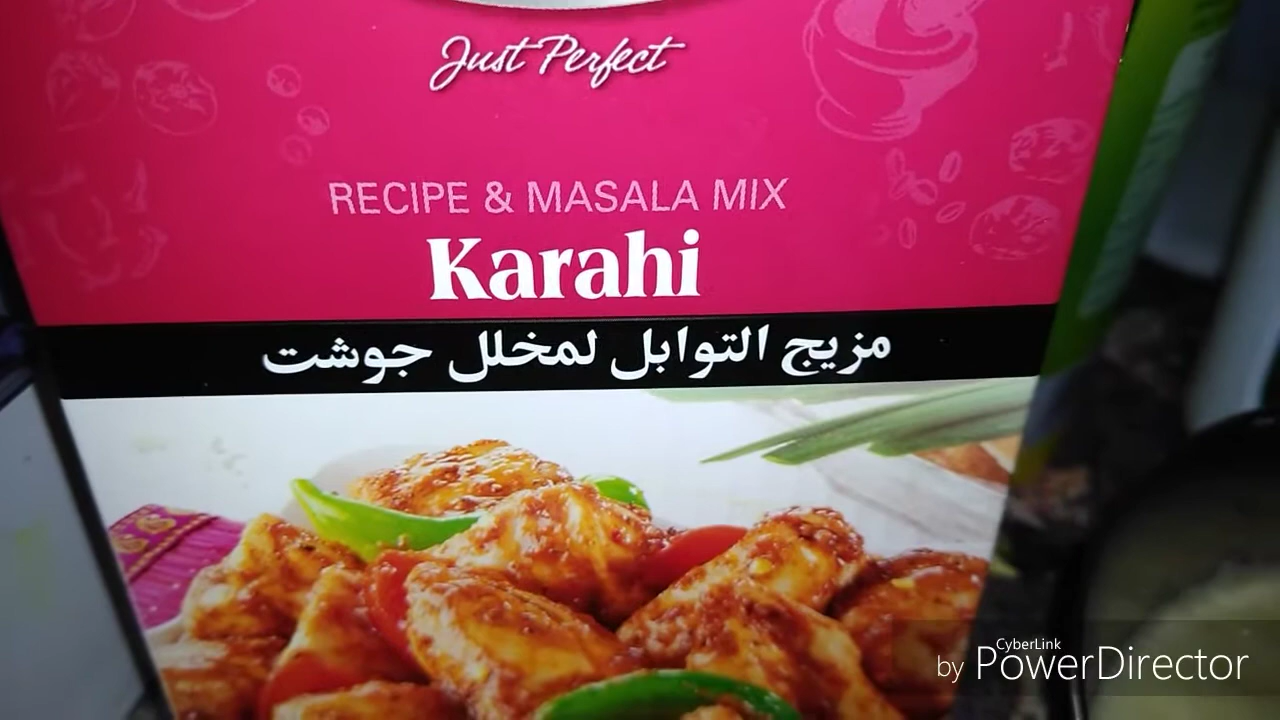 Just Perfect
RECIPE & MASALA MIX
Karahi
مزيج التوابل لمخلل جوشت
CyberLink
by PowerDirector